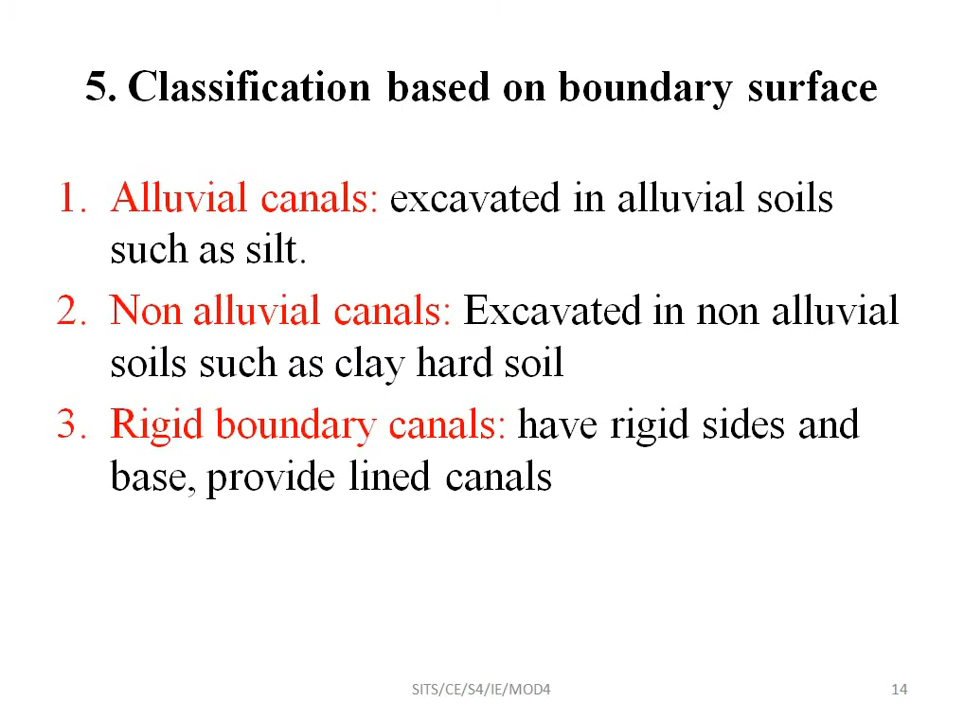 5. Classification based on boundary surface
1. Alluvial canals: excavated in alluvial soils
such as silt.
2. Non alluvial canals: Excavated in non alluvial
soils such as clay hard soil
3. Rigid boundary canals: have rigid sides and
base, provide lined canals
SITS/CE/S4/IE/MOD4
14